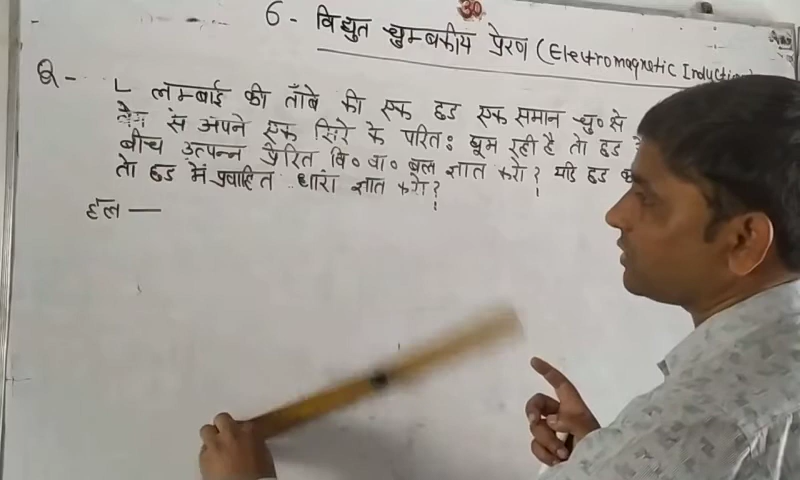 30
6 - विद्युत चुम्बकीय प्रेरण (Electromagnetic Induction
Q - L लम्बाई की ताँबे की एक छड एक समान चु० क्षे
से अपने एक सिरे के परित: घूम रही है तो छड
बीच उत्पन्न प्रेरित वि० वा० बल ज्ञात करो? यदि छड का
तो छड में प्रवाहित धारा ज्ञात करो?
हल —